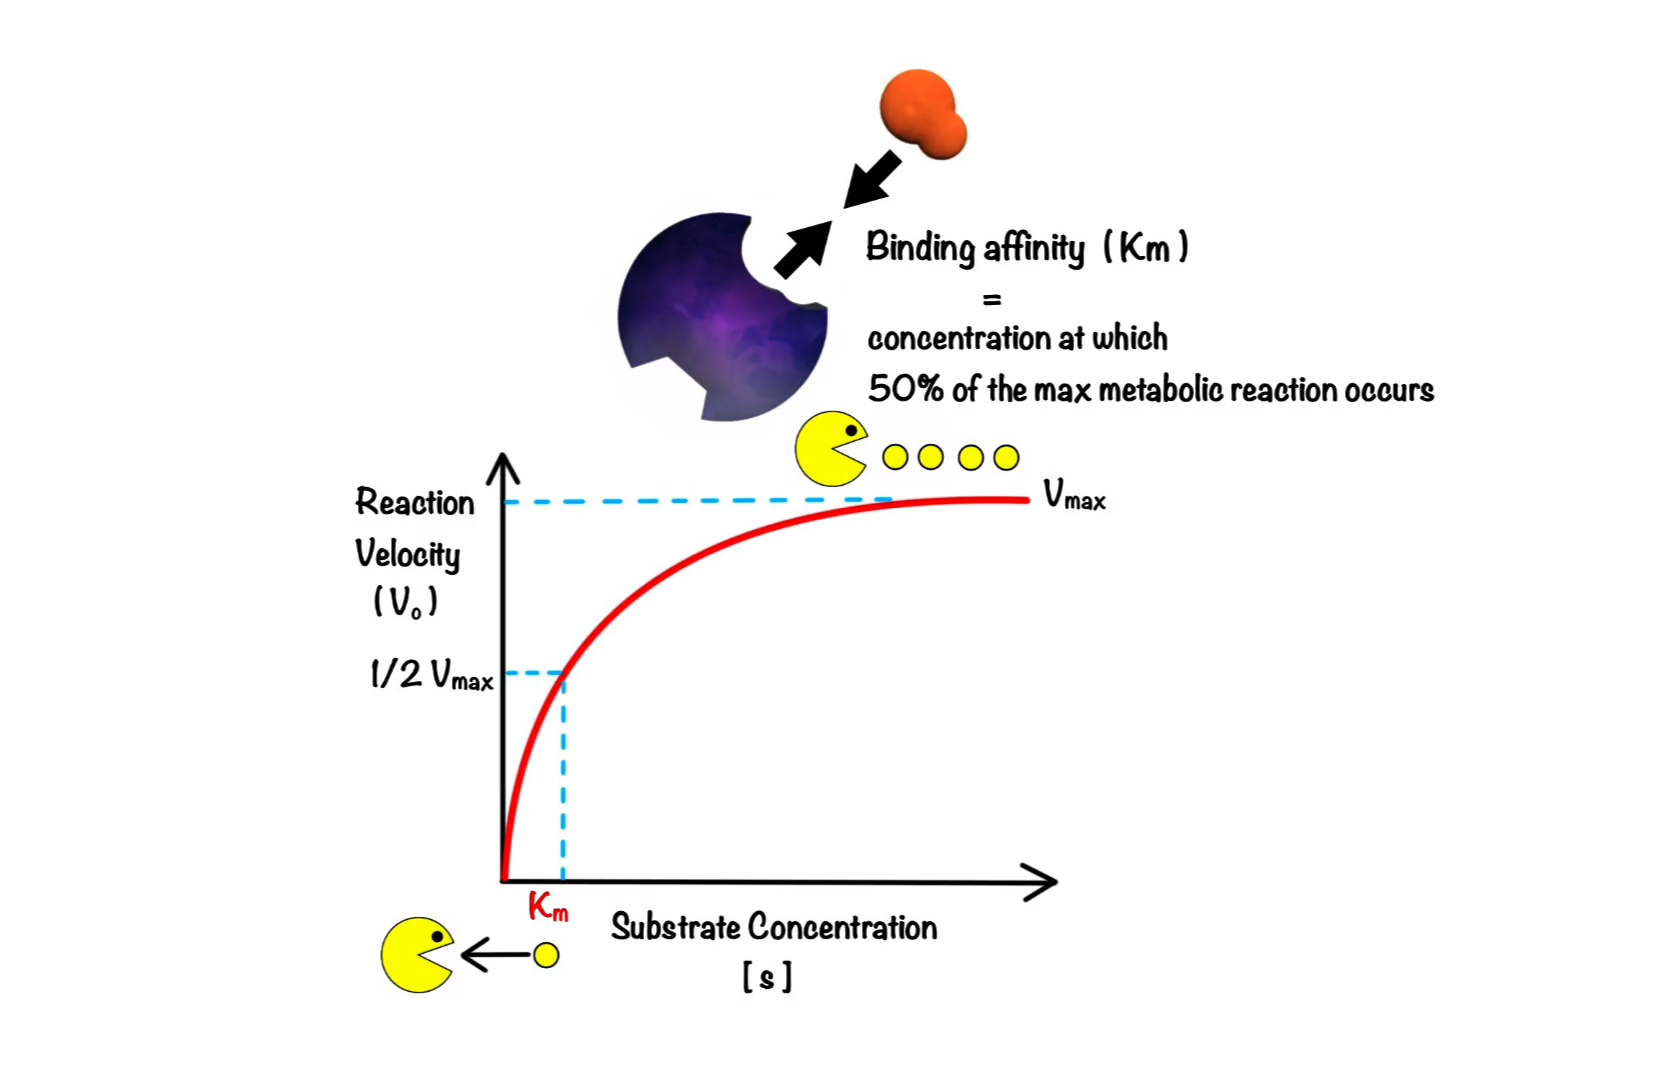 Binding affinity (Km)
=
concentration at which
50% of the max metabolic reaction occurs
Reaction
Velocity
(Vₒ)
Vmax
1/2 Vmax
Km
Substrate Concentration
[s]